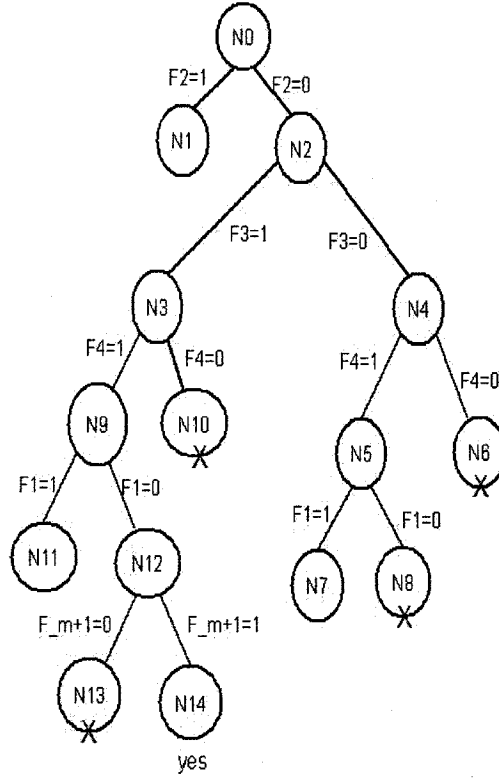 N0
F2=1
F2=0
N1
N2
F3=1
F3=0
N3
N4
F4=1
F4=0
F4=1
F4=0
N9
N10
X
N5
N6
X
F1=1
F1=0
F1=1
F1=0
N11
N12
N7
N8
X
F_m+1=0
F_m+1=1
N13
X
N14
yes